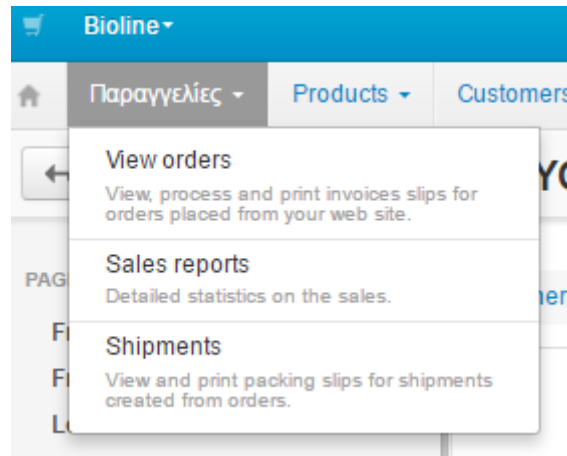 Bioline
Παραγγελίες Products Customers
View orders
View, process and print invoices slips for
orders placed from your web site.
Sales reports
Detailed statistics on the sales.
Shipments
View and print packing slips for shipments
created from orders.